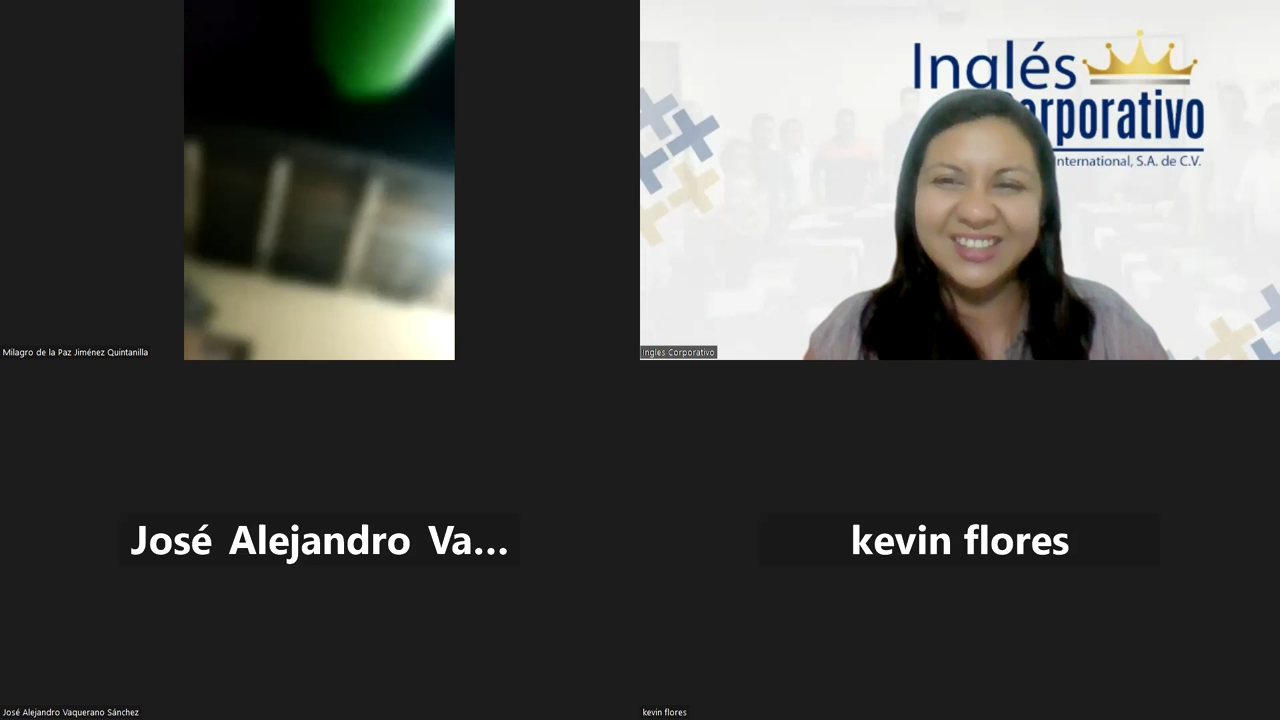 Inglés
orporativo
International, S.A. de C.V.
Milagro de la Paz Jiménez Quintanilla
Ingles Corporativo
José Alejandro Va...
kevin flores
José Alejandro Vaquerano Sánchez
kevin flores